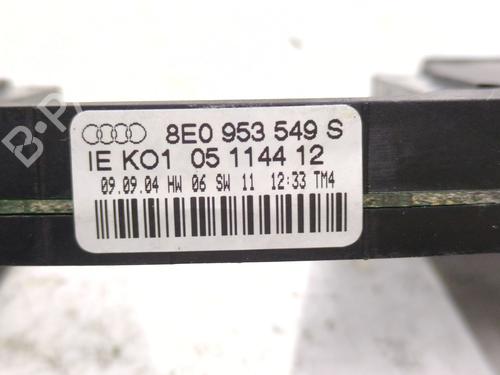 8E0 953 549 S
IE KO1 05 1144 12
09.09.04 HW 06 SW 11 12:33 TM4